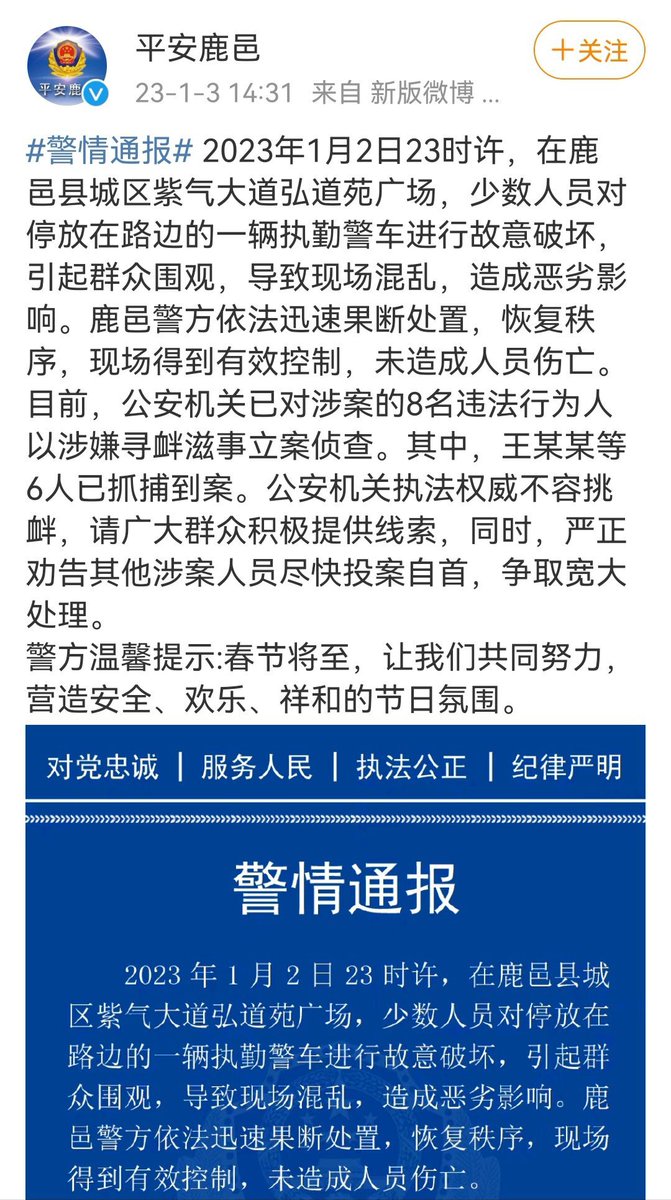 平安鹿邑
+关注
平安鹿
23-1-3 14:31 来自 新版微博 ...
#警情通报# 2023年1月2日23时许，在鹿
邑县城区紫气大道弘道苑广场，少数人员对
停放在路边的一辆执勤警车进行故意破坏，
引起群众围观，导致现场混乱，造成恶劣影
响。鹿邑警方依法迅速果断处置，恢复秩
序，现场得到有效控制，未造成人员伤亡。
目前，公安机关已对涉案的8名违法行为人
以涉嫌寻衅滋事立案侦查。其中，王某某等
6人已抓捕到案。公安机关执法权威不容挑
衅，请广大群众积极提供线索，同时，严正
劝告其他涉案人员尽快投案自首，争取宽大
处理。
警方温馨提示:春节将至，让我们共同努力，
营造安全、欢乐、祥和的节日氛围。
对党忠诚 | 服务人民 | 执法公正 | 纪律严明
警情通报
2023 年 1 月 2 日 23 时许，在鹿邑县城
区紫气大道弘道苑广场，少数人员对停放在
路边的一辆执勤警车进行故意破坏，引起群
众围观，导致现场混乱，造成恶劣影响。鹿
邑警方依法迅速果断处置，恢复秩序，现场
得到有效控制，未造成人员伤亡。